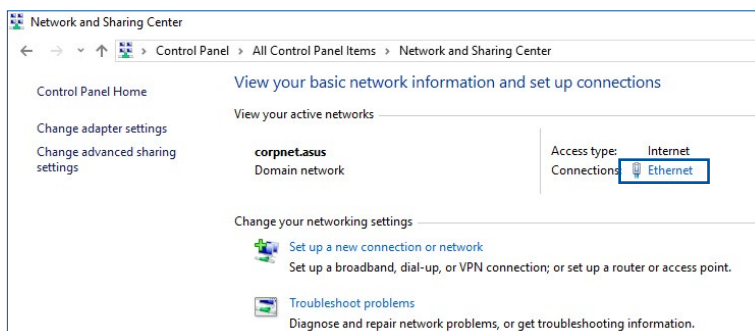 Network and Sharing Center
Control Panel > All Control Panel Items > Network and Sharing Center
Control Panel Home
Change adapter settings
Change advanced sharing
settings
View your basic network information and set up connections
View your active networks
corpnet.asus
Domain network
Access type: Internet
Connections: Ethernet
Change your networking settings
Set up a new connection or network
Set up a broadband, dial-up, or VPN connection; or set up a router or access point.
Troubleshoot problems
Diagnose and repair network problems, or get troubleshooting information.